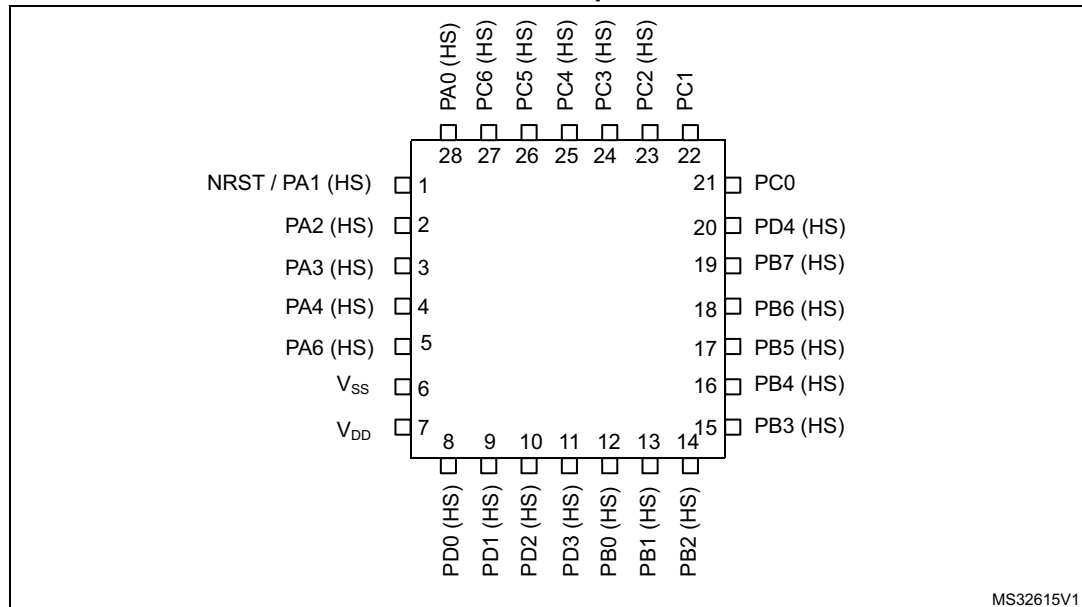 PA0 (HS)
PC6 (HS)
PC5 (HS)
PC4 (HS)
PC3 (HS)
PC2 (HS)
PC1
28 27 26 25 24 23 22
NRST / PA1 (HS) 1 21 PC0
PA2 (HS) 2 20 PD4 (HS)
PA3 (HS) 3 19 PB7 (HS)
PA4 (HS) 4 18 PB6 (HS)
PA6 (HS) 5 17 PB5 (HS)
VSS 6 16 PB4 (HS)
VDD 7 15 PB3 (HS)
8 9 10 11 12 13 14
PD0 (HS)
PD1 (HS)
PD2 (HS)
PD3 (HS)
PB0 (HS)
PB1 (HS)
PB2 (HS)
MS32615V1